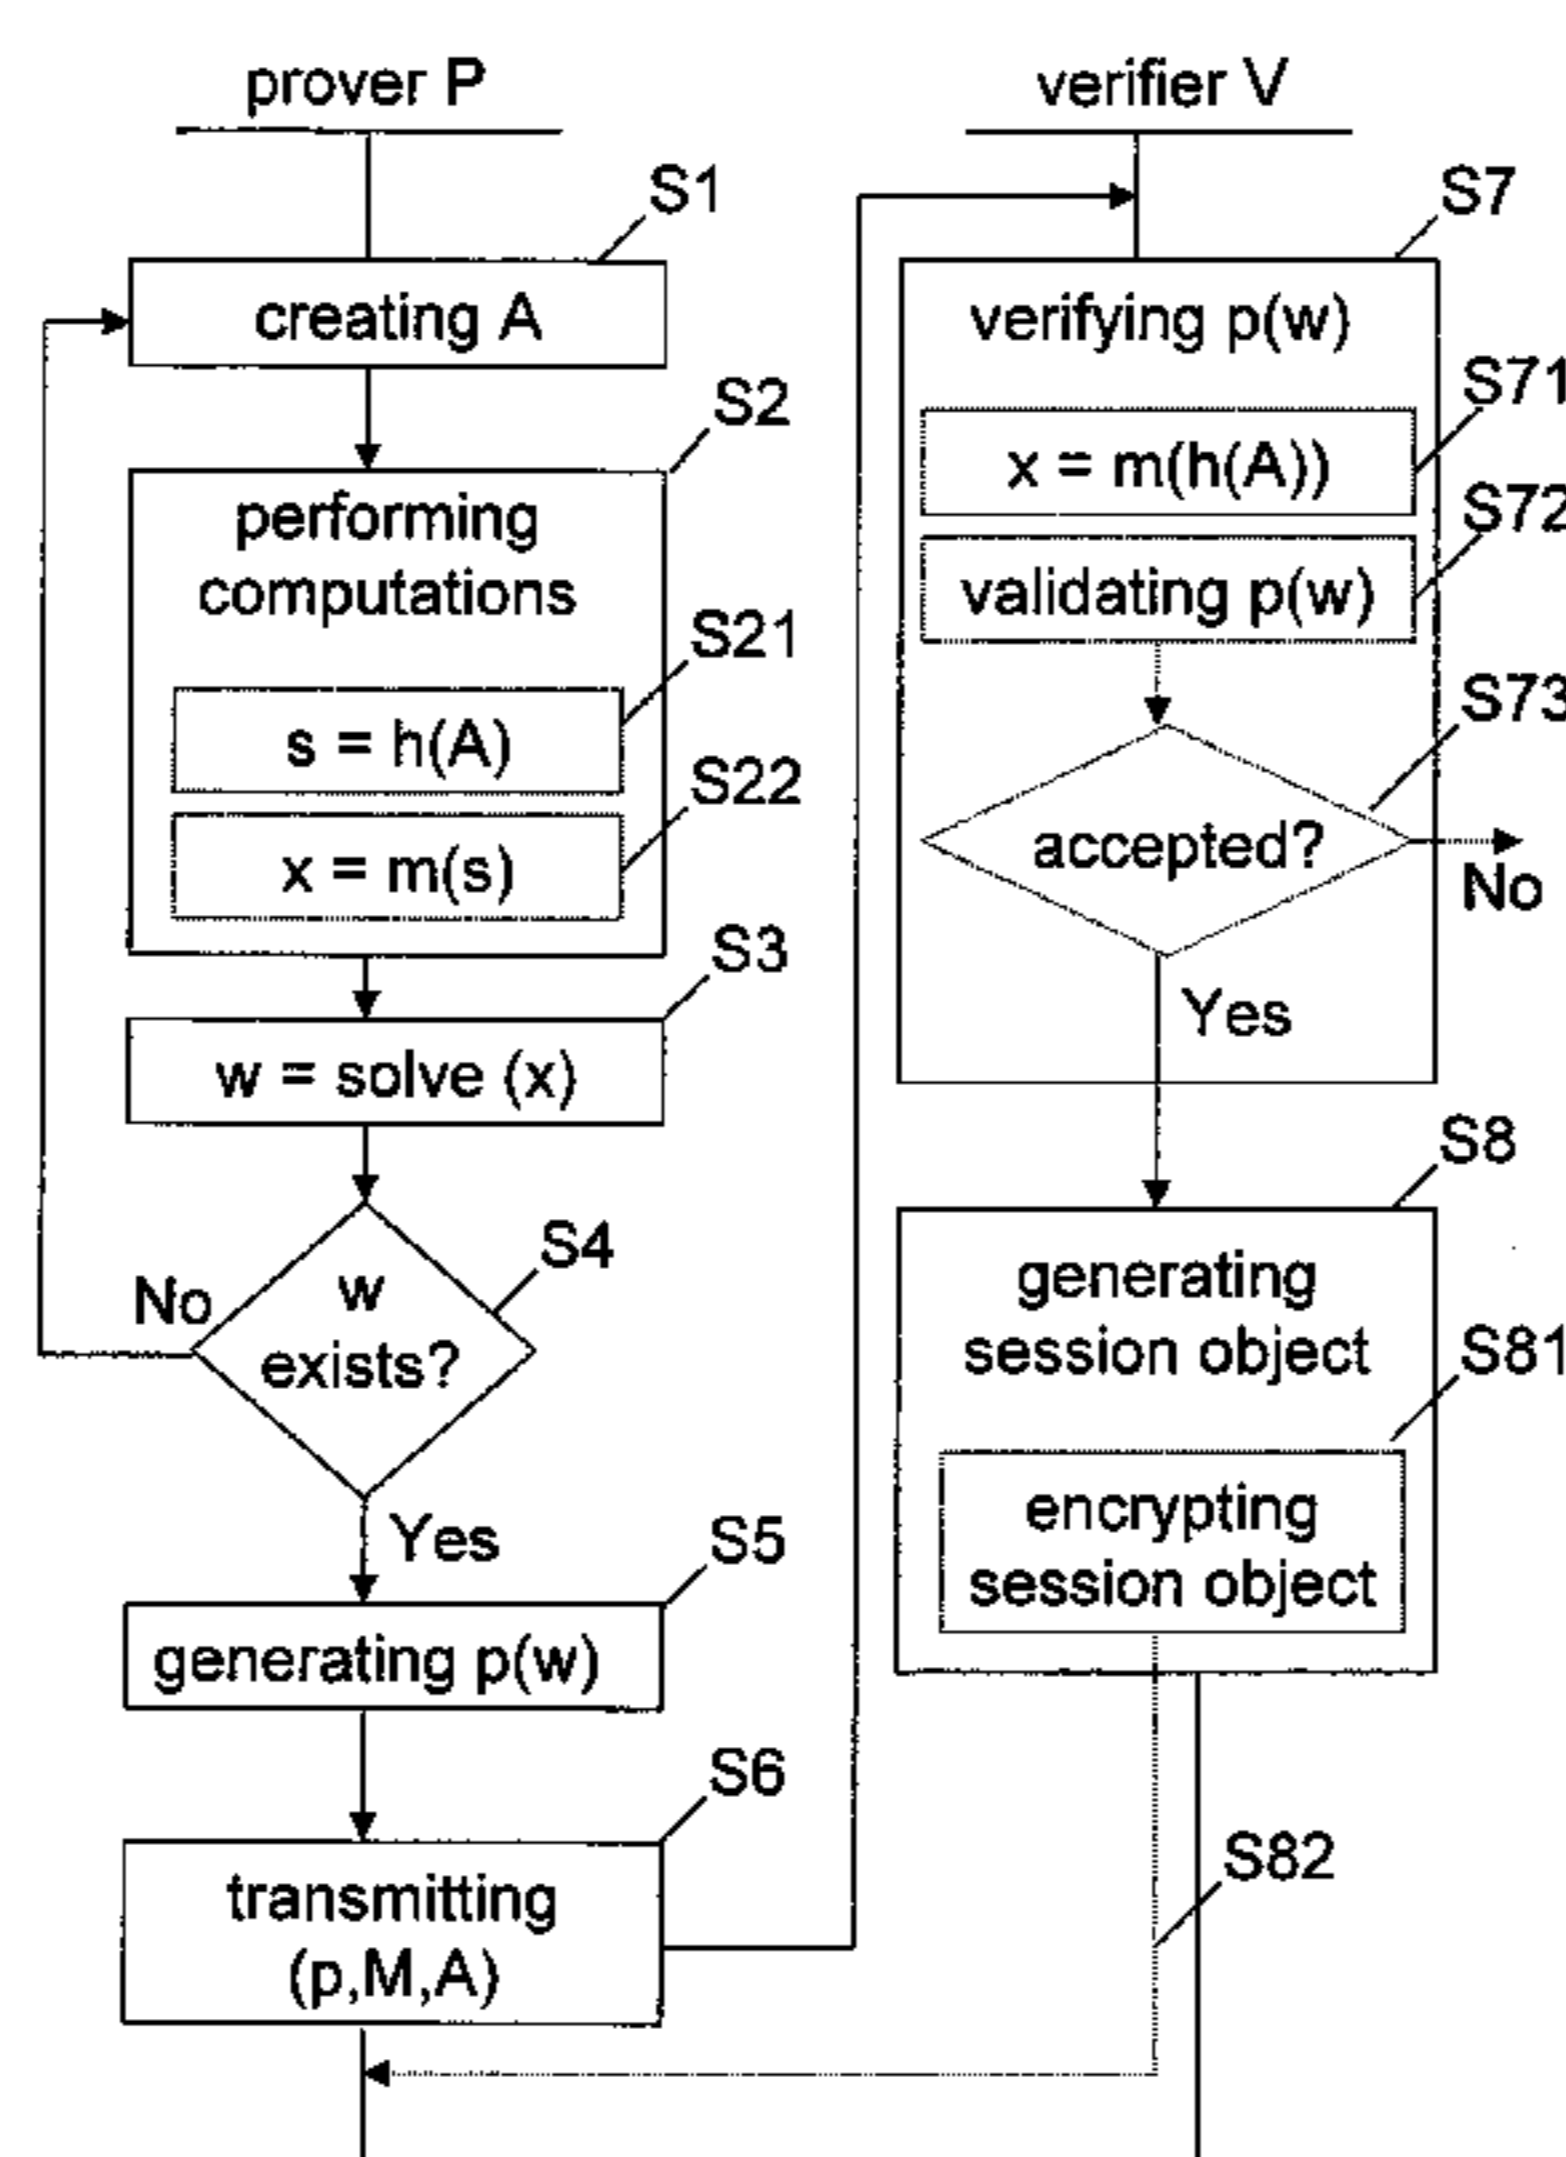 prover P
S1
creating A
S2
performing
computations
S21
s = h(A)
S22
x = m(s)
S3
w = solve (x)
S4
No
w
exists?
Yes
S5
generating p(w)
S6
transmitting
(p,M,A)
verifier V
S7
verifying p(w)
S71
x = m(h(A))
S72
validating p(w)
S73
accepted?
No
Yes
S8
generating
session object
S81
encrypting
session object
S82